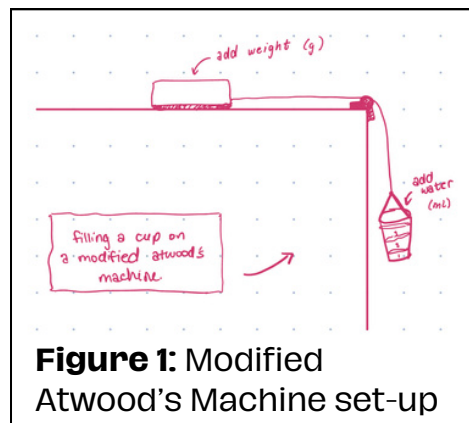 add weight (g)
add
water
(mL)
filling a cup on
a modified atwood's
machine.
Figure 1: Modified
Atwood's Machine set-up